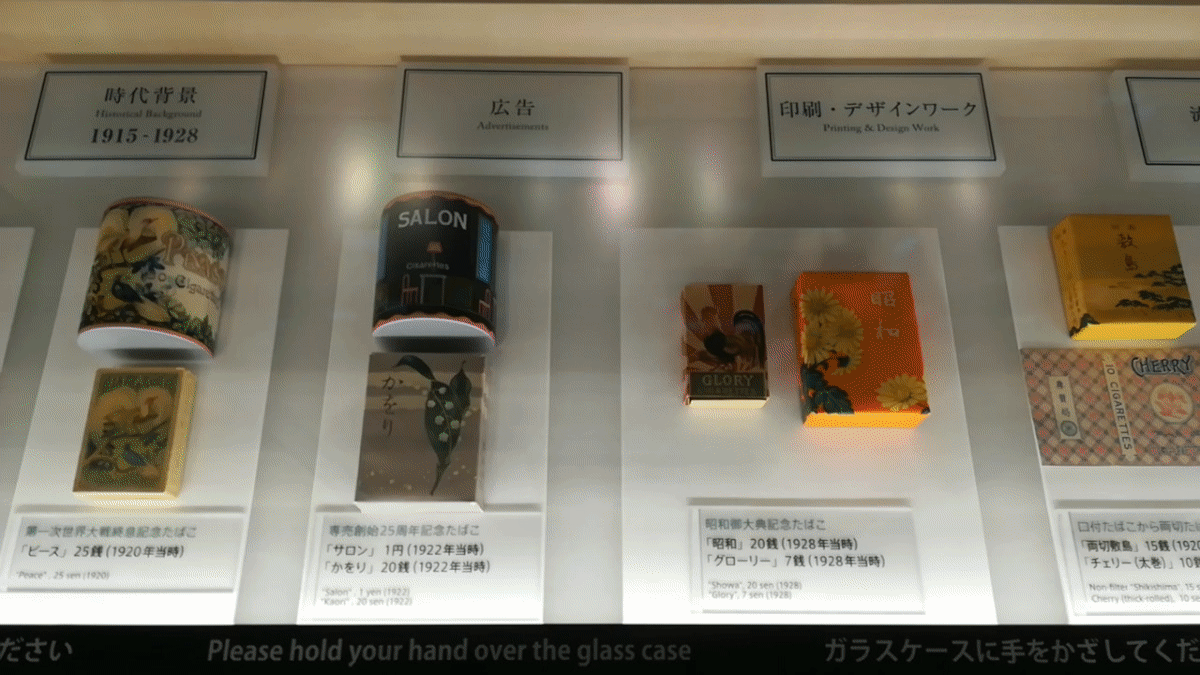 時代背景
Historical Background
1915 - 1928
広告
Advertisements
印刷・デザインワーク
Printing & Design Work
SALON
CIGARETTES
かをり
GLORY
昭和
敷島
CHERRY
10 CIGARETTES
第一次世界大戦終息記念たばこ
「ピース」25銭 (1920年当時)
"Peace", 25 sen (1920)
専売創始25周年記念たばこ
「サロン」 1円 (1922年当時)
「かをり」 20銭 (1922年当時)
"Salon", 1 yen (1922)
"Kaori", 20 sen (1922)
昭和御大典記念たばこ
「昭和」20銭 (1928年当時)
「グローリー」7銭 (1928年当時)
"Showa", 20 sen (1928)
"Glory", 7 sen (1928)
口付たばこから両切た
「両切敷島」15銭 (192
「チェリー (太巻)」10
Non-filter "Shikishima", 15 s
Cherry (thick-rolled), 10 se
ださい
Please hold your hand over the glass case
ガラスケースに手をかざしてくだ